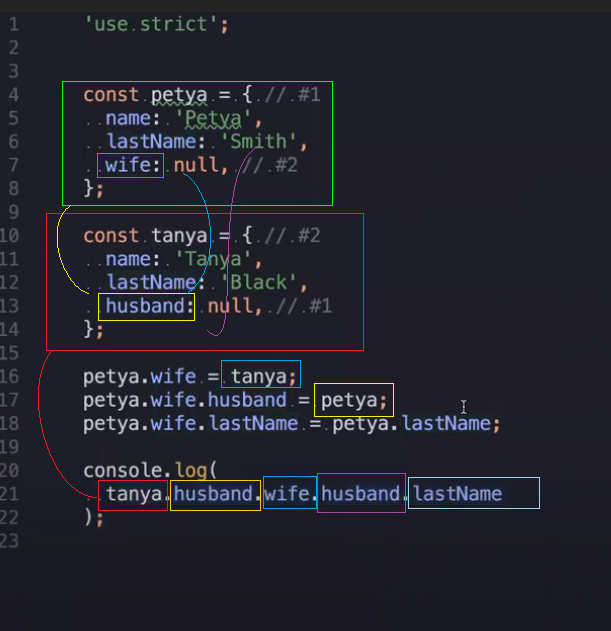 1 'use strict';
2
3
4 const petya = { // #1
5 name: 'Petya',
6 lastName: 'Smith',
7 wife: null, // #2
8 };
9
10 const tanya = { // #2
11 name: 'Tanya',
12 lastName: 'Black',
13 husband: null, // #1
14 };
15
16 petya.wife = tanya;
17 petya.wife.husband = petya;
18 petya.wife.lastName = petya.lastName;
19
20 console.log(
21 tanya.husband.wife.husband.lastName
22 );
23